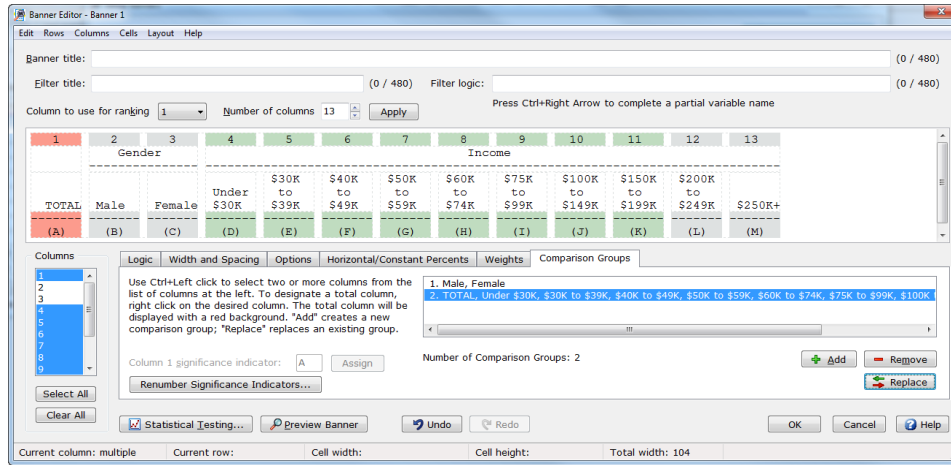 Banner Editor - Banner 1
Edit Rows Columns Cells Layout Help
Banner title: (0 / 480)
Filter title: (0 / 480) Filter logic: (0 / 480)
Column to use for ranking 1 Number of columns 13 Apply Press Ctrl+Right Arrow to complete a partial variable name
1 2 3 4 5 6 7 8 9 10 11 12 13
Gender Income
$30K $40K $50K $60K $75K $100K $150K $200K
Under to to to to to to to to
TOTAL Male Female $30K $39K $49K $59K $74K $99K $149K $199K $249K $250K+
(A) (B) (C) (D) (E) (F) (G) (H) (I) (J) (K) (L) (M)
Columns
1
2
3
4
5
6
7
8
9
Select All
Clear All
Logic Width and Spacing Options Horizontal/Constant Percents Weights Comparison Groups
Use Ctrl+Left click to select two or more columns from the
list of columns at the left. To designate a total column,
right click on the desired column. The total column will be
displayed with a red background. "Add" creates a new
comparison group; "Replace" replaces an existing group.
1. Male, Female
2. TOTAL, Under $30K, $30K to $39K, $40K to $49K, $50K to $59K, $60K to $74K, $75K to $99K, $100K
Column 1 significance indicator: A Assign
Renumber Significance Indicators...
Number of Comparison Groups: 2
Add Remove
Replace
Statistical Testing... Preview Banner Undo Redo OK Cancel Help
Current column: multiple Current row: Cell width: Cell height: Total width: 104